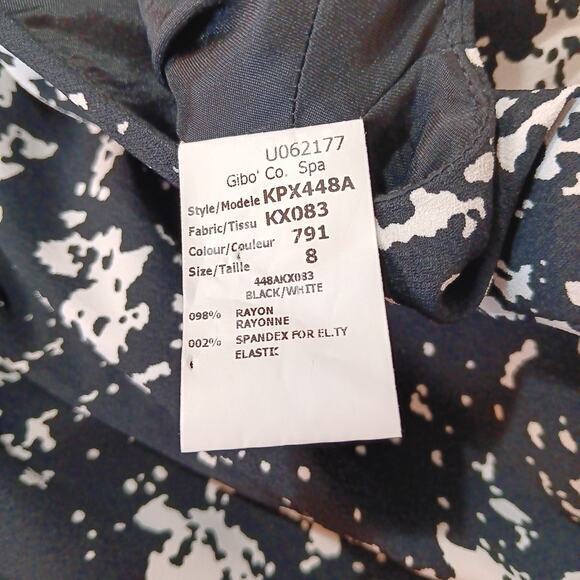 U062177
Gibo' Co. Spa
Style/Modele KPX448A
Fabric/Tissu KX083
Colour/Couleur 791
Size/Taille 8
448AKX083
BLACK/WHITE
098% RAYON
RAYONNE
002% SPANDEX FOR EL.TY
ELASTIC